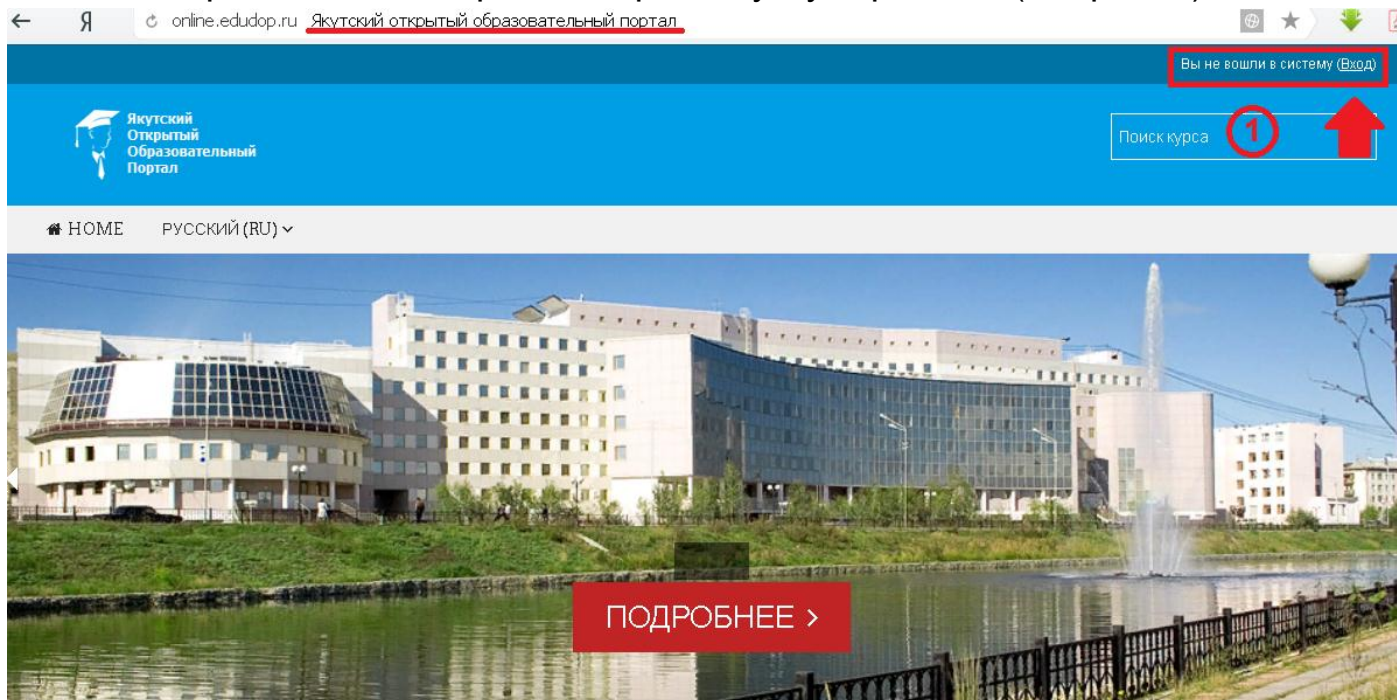 Я online.edudop.ru Якутский открытый образовательный портал
Вы не вошли в систему (Вход)
Якутский
Открытый
Образовательный
Портал
Поиск курса 1
HOME РУССКИЙ (RU)
ПОДРОБНЕЕ >